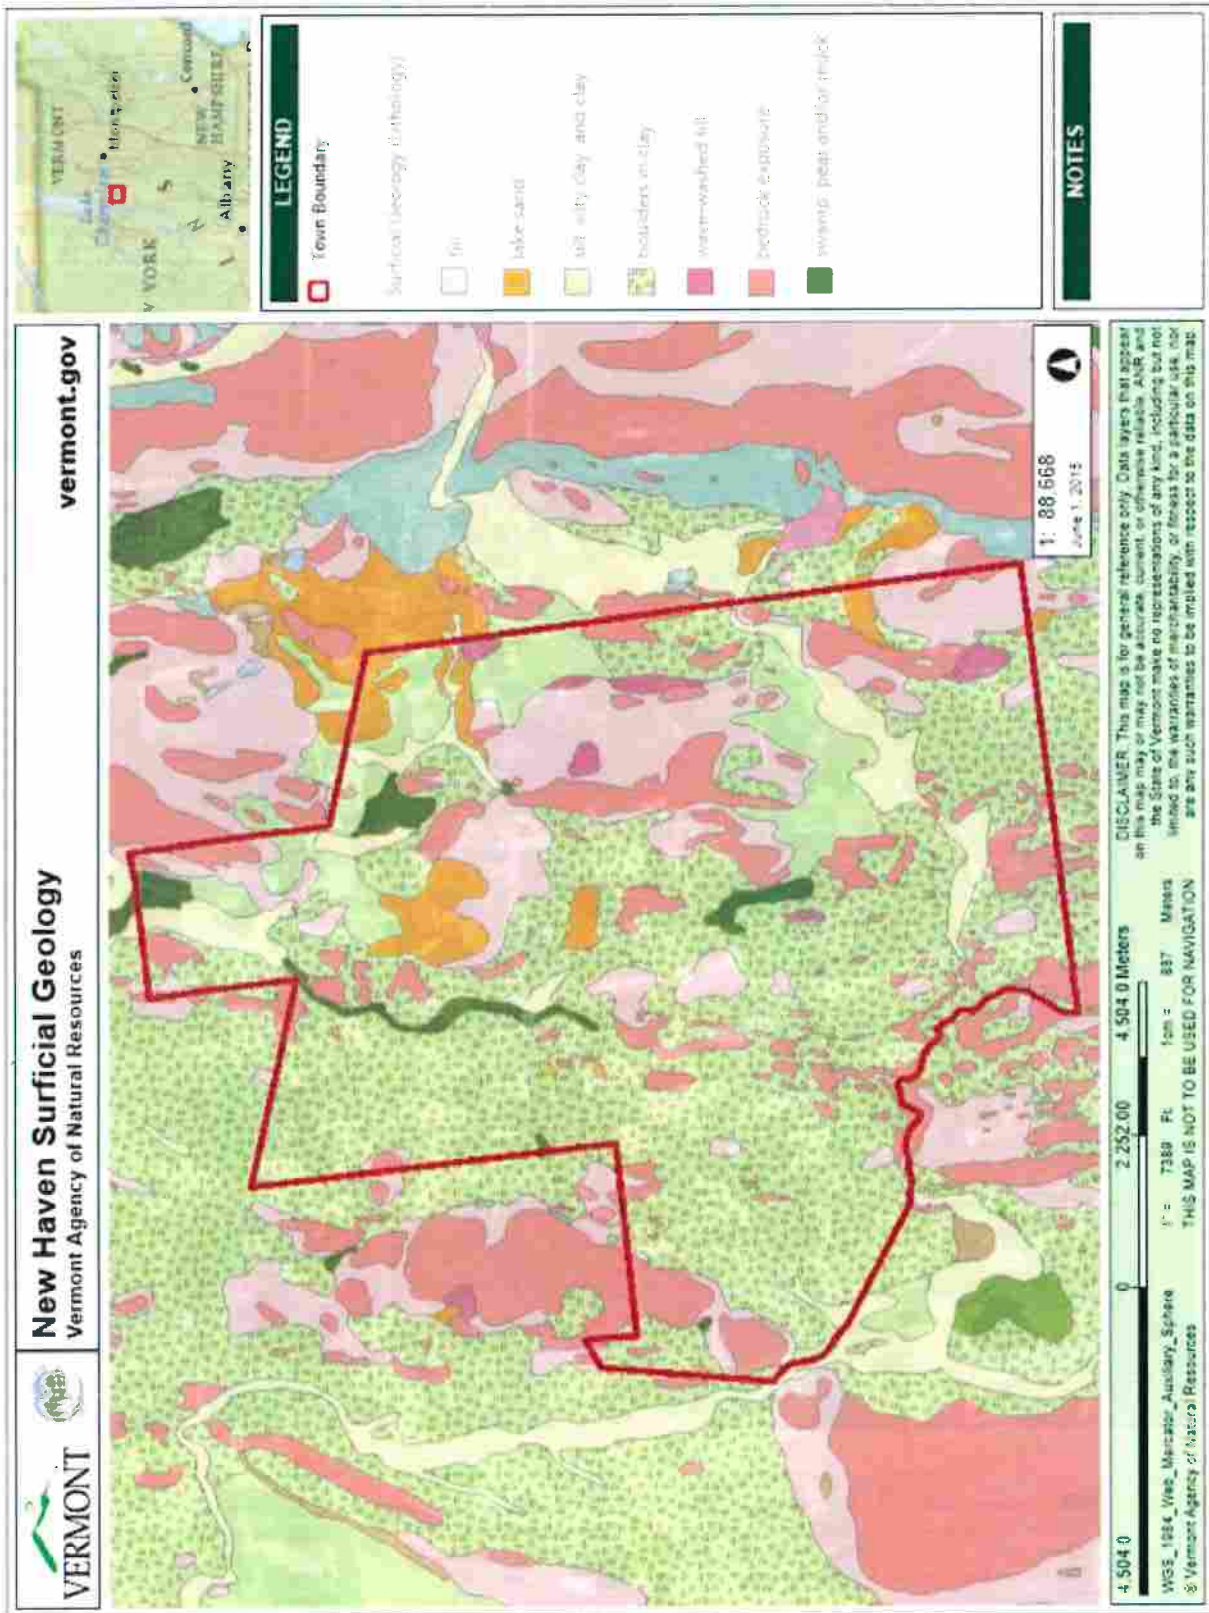 VERMONT
New Haven Surficial Geology
Vermont Agency of Natural Resources
vermont.gov
VERMONT
Lake
Montpelier
NEW
HAMPSHIRE
Concord
YORK
Albany
LEGEND
Town Boundary
Surficial Geology (Lithology)
lake sand
silt, silty clay, and clay
boulders in clay
bedrock exposure
swamp, peat and/or muck
NOTES
1: 88,668
June 1, 2015
4,504.0
0
2,252.00
4,504.0 Meters
WGS_1984_Web_Mercator_Auxiliary_Sphere
© Vermont Agency of Natural Resources
1" = 7389 Ft.
1cm = 887 Meters
THIS MAP IS NOT TO BE USED FOR NAVIGATION
DISCLAIMER: This map is for general reference only. Data layers that appear
on this map may or may not be accurate, current, or otherwise reliable. ANR and
the State of Vermont make no representations of any kind, including but not
limited to, the warranties of merchantability, or fitness for a particular use, nor
are any such warranties to be implied with respect to the data on this map.